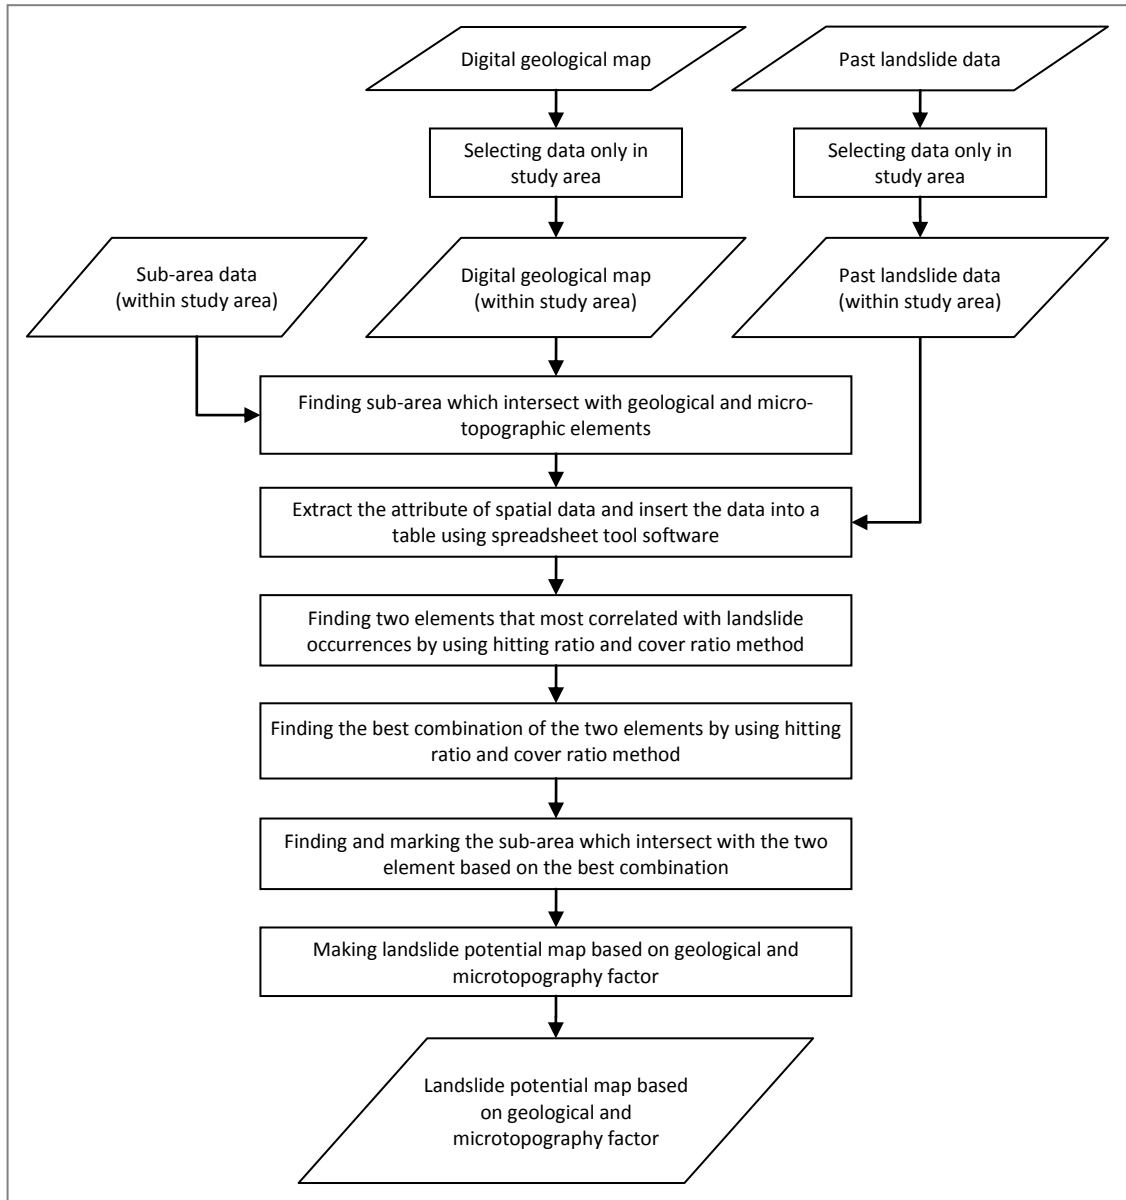 Digital geological map
Past landslide data
Selecting data only in
study area
Selecting data only in
study area
Sub-area data
(within study area)
Digital geological map
(within study area)
Past landslide data
(within study area)
Finding sub-area which intersect with geological and micro-
topographic elements
Extract the attribute of spatial data and insert the data into a
table using spreadsheet tool software
Finding two elements that most correlated with landslide
occurrences by using hitting ratio and cover ratio method
Finding the best combination of the two elements by using hitting
ratio and cover ratio method
Finding and marking the sub-area which intersect with the two
element based on the best combination
Making landslide potential map based on geological and
microtopography factor
Landslide potential map based
on geological and
microtopography factor